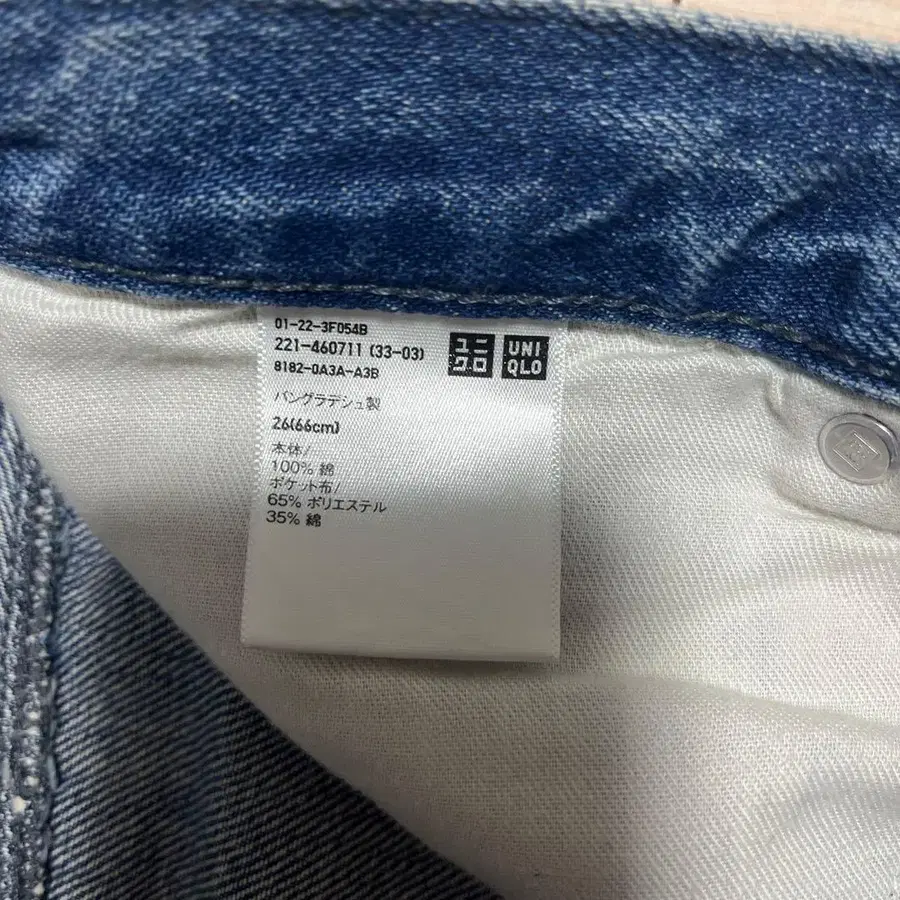 01-22-3F054B
221-460711 (33-03)
8182-0A3A-A3B
ユニクロ
UNIQLO
バングラデシュ製
26(66cm)
本体/
100% 綿
ポケット布/
65% ポリエステル
35% 綿